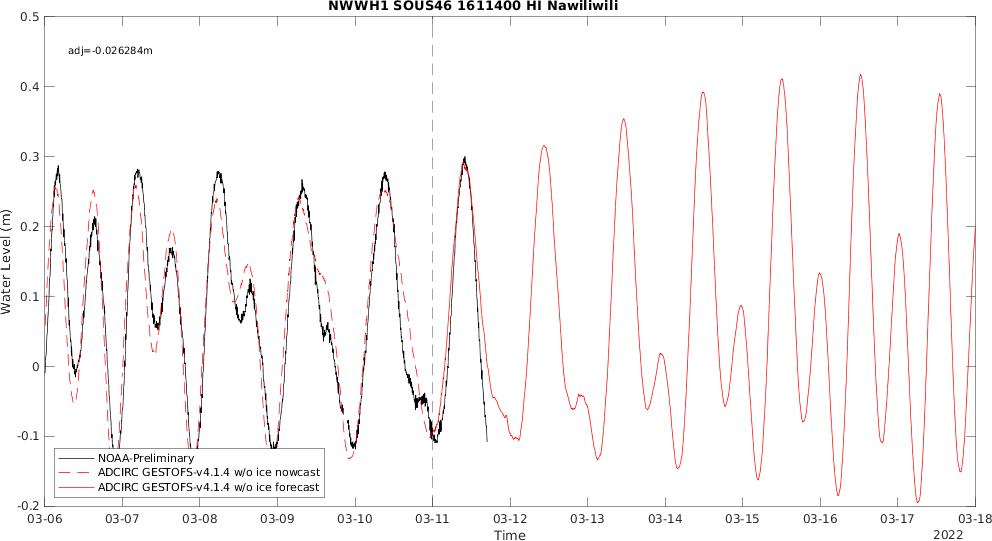 NWWH1 SOUS46 1611400 HI Nawiliwili
adj=-0.026284m
Water Level (m)
0.5
0.4
0.3
0.2
0.1
0
-0.1
-0.2
NOAA-Preliminary
ADCIRC GESTOFS-v4.1.4 w/o ice nowcast
ADCIRC GESTOFS-v4.1.4 w/o ice forecast
03-06 03-07 03-08 03-09 03-10 03-11 03-12 03-13 03-14 03-15 03-16 03-17 03-18
Time
2022